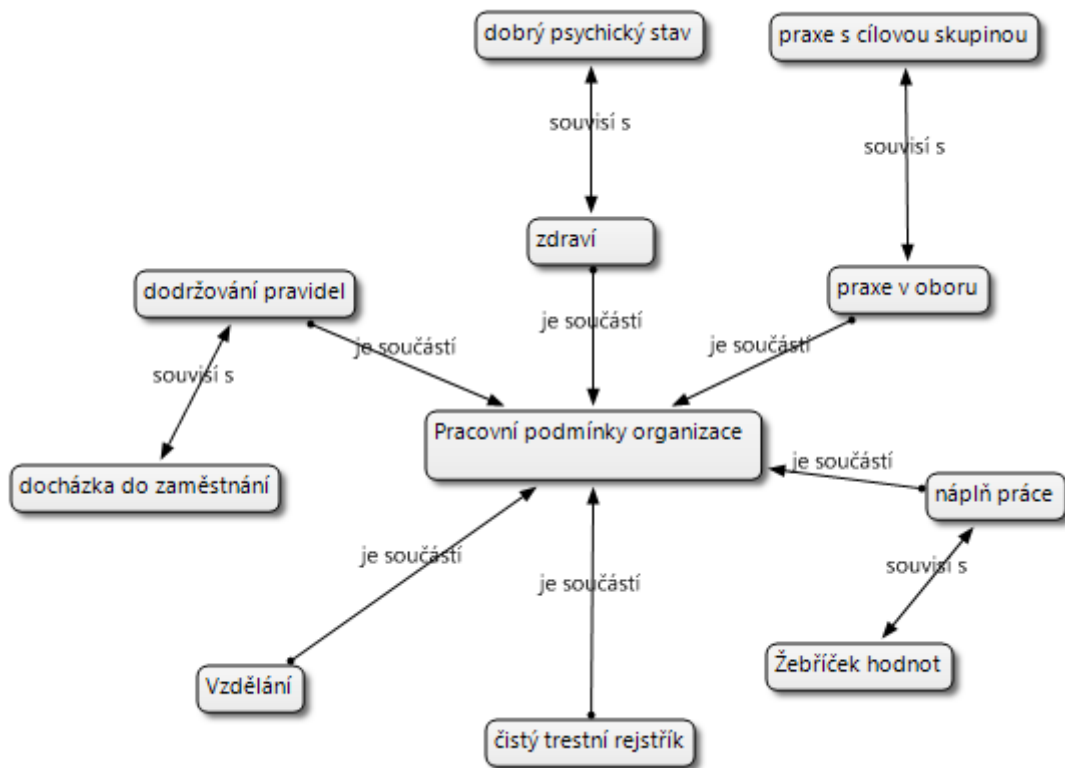 dobrý psychický stav
praxe s cílovou skupinou
souvisí s
souvisí s
zdraví
praxe v oboru
dodržování pravidel
je součástí
je součástí
je součástí
souvisí s
Pracovní podmínky organizace
je součástí
docházka do zaměstnání
náplň práce
je součástí
je součástí
souvisí s
Žebříček hodnot
Vzdělání
čistý trestní rejstřík